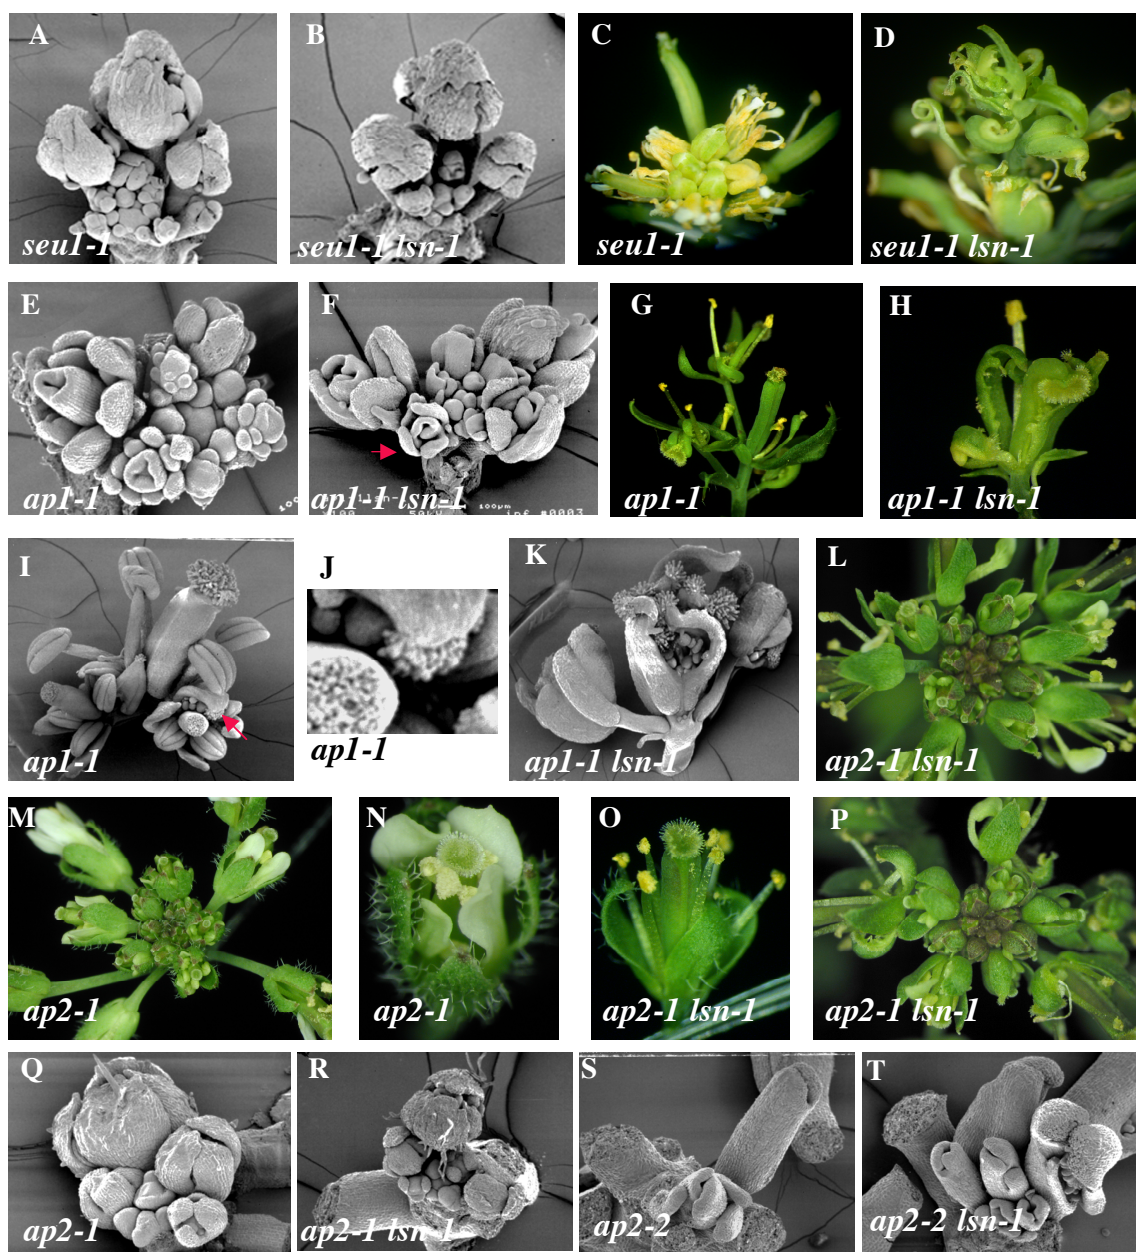 A
seu1-1
B
seu1-1 lsn-1
C
seu1-1
D
seu1-1 lsn-1
E
ap1-1
F
ap1-1 lsn-1
100µm
#0003
G
ap1-1
H
ap1-1 lsn-1
I
ap1-1
J
ap1-1
K
ap1-1 lsn-1
L
ap2-1 lsn-1
M
ap2-1
N
ap2-1
O
ap2-1 lsn-1
P
ap2-1 lsn-1
Q
ap2-1
R
ap2-1 lsn-1
S
ap2-2
T
ap2-2 lsn-1